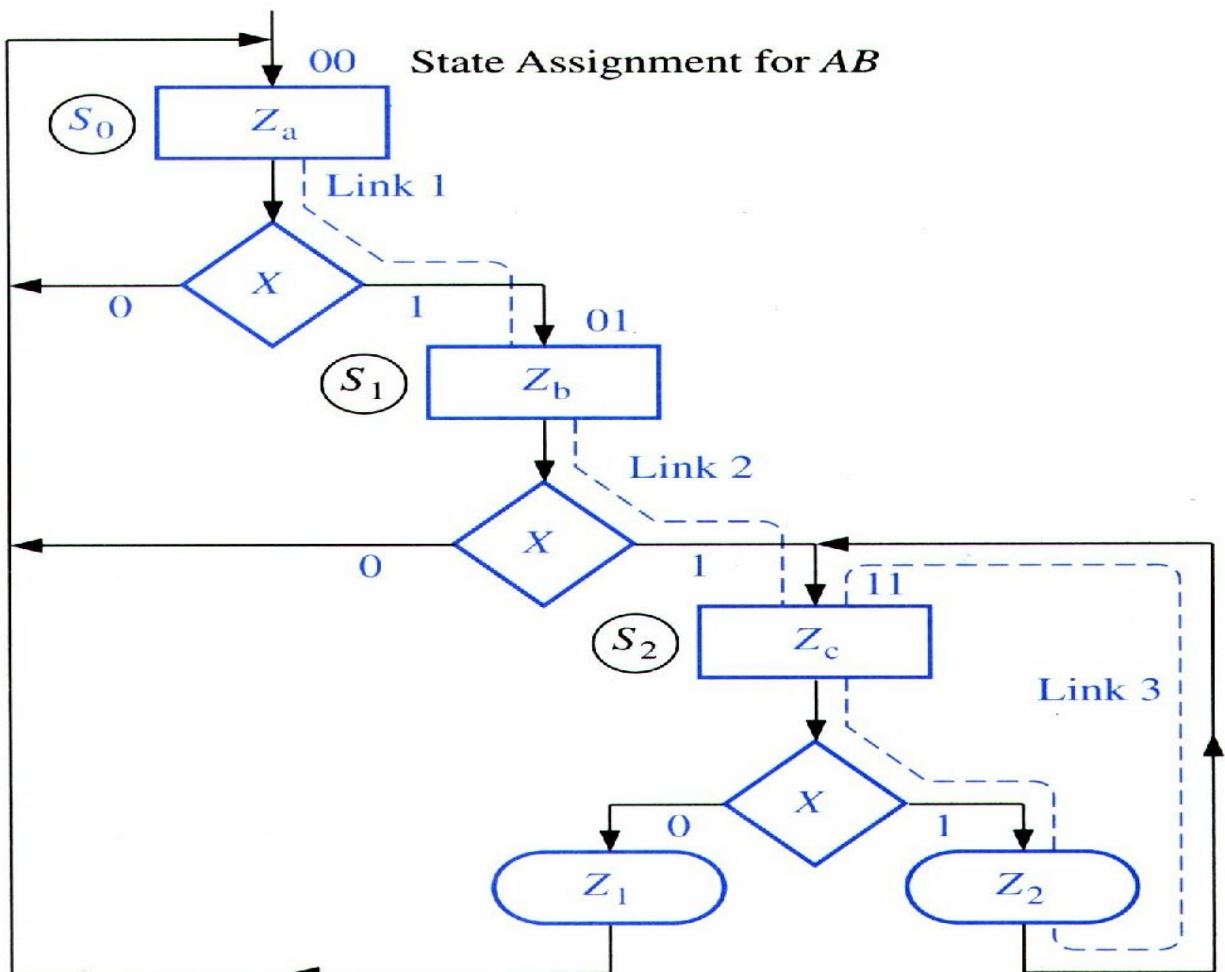 00 State Assignment for AB
S0
Za
Link 1
X
0
1
01
S1
Zb
Link 2
X
0
1
11
S2
Zc
Link 3
X
0
1
Z1
Z2